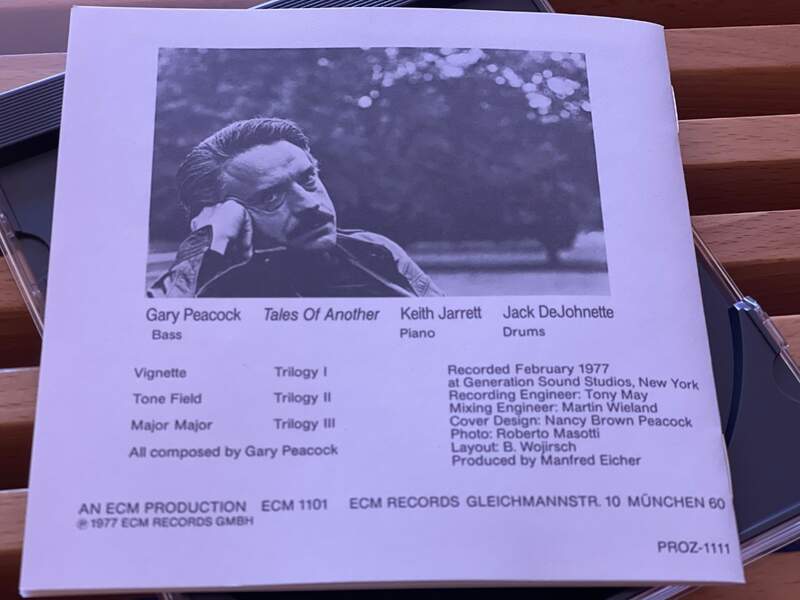 Gary Peacock Tales Of Another Keith Jarrett Jack DeJohnette
Bass Piano Drums
Vignette Trilogy I
Tone Field Trilogy II
Major Major Trilogy III
All composed by Gary Peacock
Recorded February 1977
at Generation Sound Studios, New York
Recording Engineer: Tony May
Mixing Engineer: Martin Wieland
Cover Design: Nancy Brown Peacock
Photo: Roberto Masotti
Layout: B. Wojirsch
Produced by Manfred Eicher
AN ECM PRODUCTION ECM 1101 ECM RECORDS GLEICHMANNSTR. 10 MÜNCHEN 60
℗ 1977 ECM RECORDS GMBH
PROZ-1111